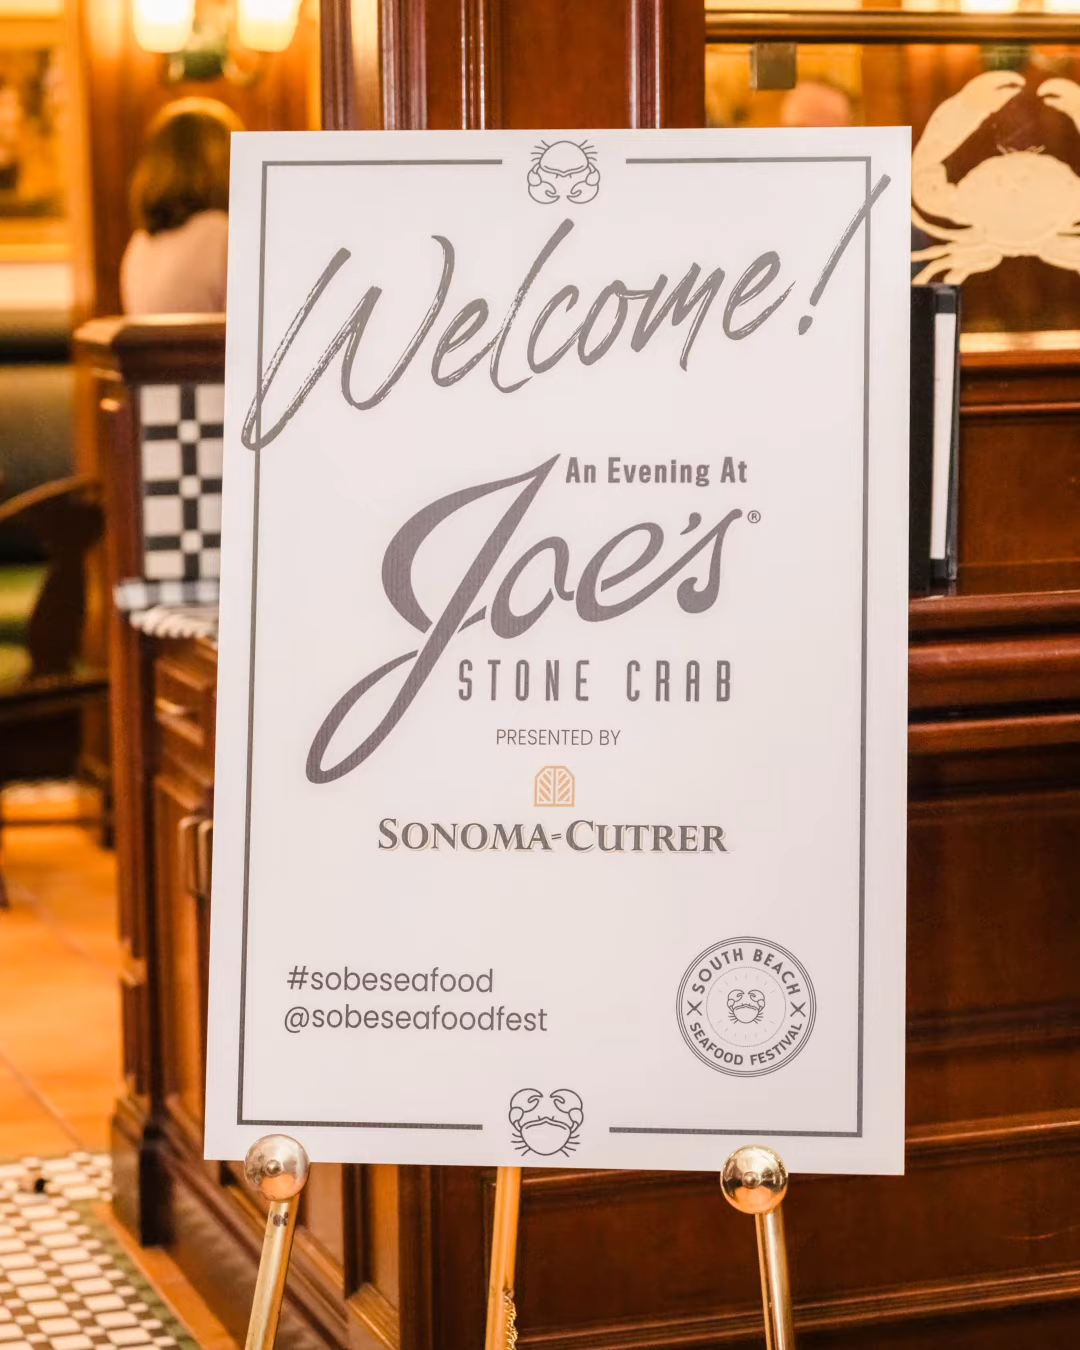 Welcome!
An Evening At
Joe's®
STONE CRAB
PRESENTED BY
SONOMA-CUTRER
#sobeseafood
@sobeseafoodfest
SOUTH BEACH
SEAFOOD FESTIVAL